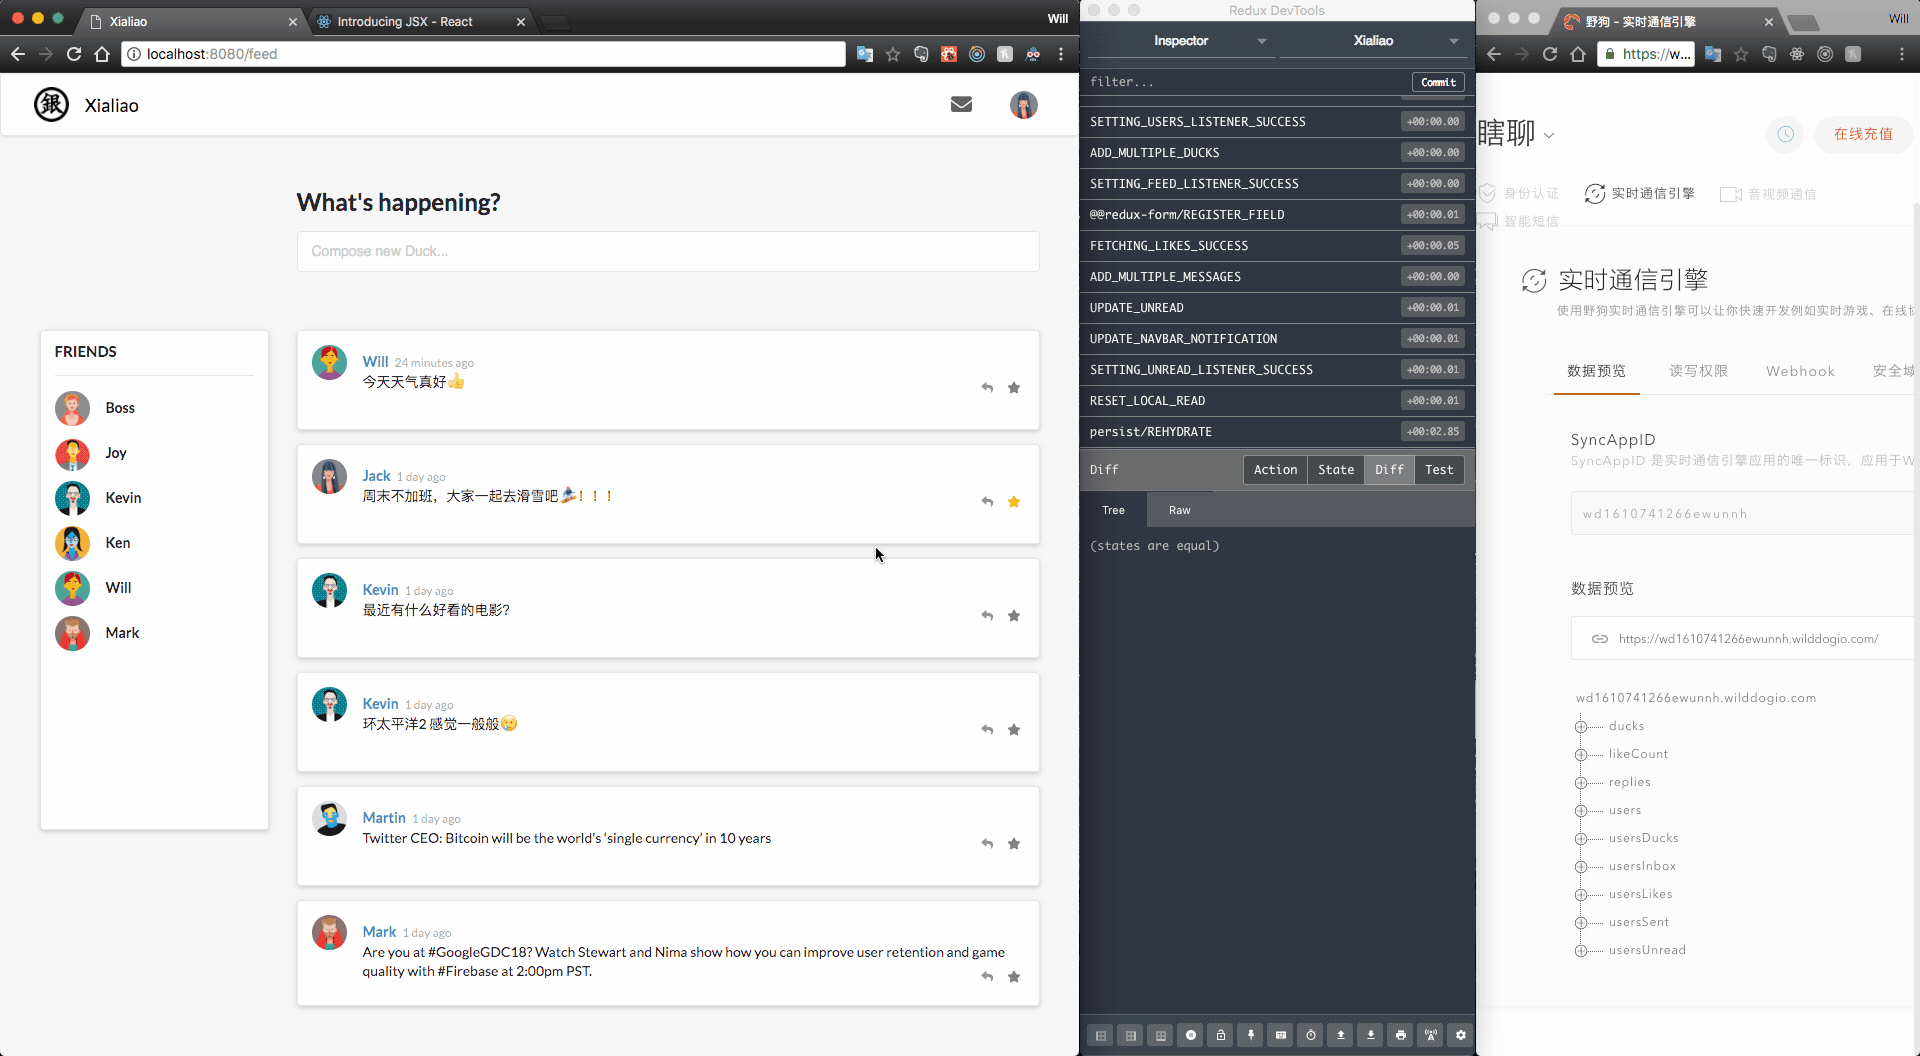 Xialiao
Introducing JSX - React
Will
localhost:8080/feed
Xialiao
What's happening?
Compose new Duck...
FRIENDS
Boss
Joy
Kevin
Ken
Will
Mark
Will 24 minutes ago
今天天气真好👍
Jack 1 day ago
周末不加班，大家一起去滑雪吧🏂！！！
Kevin 1 day ago
最近有什么好看的电影?
Kevin 1 day ago
环太平洋2 感觉一般般😢
Martin 1 day ago
Twitter CEO: Bitcoin will be the world's ‘single currency’ in 10 years
Mark 1 day ago
Are you at #GoogleGDC18? Watch Stewart and Nima show how you can improve user retention and game
quality with #Firebase at 2:00pm PST.
Redux DevTools
Inspector
Xialiao
filter...
Commit
SETTING_USERS_LISTENER_SUCCESS +00:00.00
ADD_MULTIPLE_DUCKS +00:00.00
SETTING_FEED_LISTENER_SUCCESS +00:00.00
@@redux-form/REGISTER_FIELD +00:00.01
FETCHING_LIKES_SUCCESS +00:00.05
ADD_MULTIPLE_MESSAGES +00:00.00
UPDATE_UNREAD +00:00.01
UPDATE_NAVBAR_NOTIFICATION +00:00.01
SETTING_UNREAD_LISTENER_SUCCESS +00:00.01
RESET_LOCAL_READ +00:00.01
persist/REHYDRATE +00:02.85
Diff
Action State Diff Test
Tree Raw
(states are equal)
野狗 - 实时通信引擎
Will
https://w...
瞎聊
在线充值
身份认证
实时通信引擎
音视频通信
智能短信
实时通信引擎
使用野狗实时通信引擎可以让你快速开发例如实时游戏、在线协
数据预览 读写权限 Webhook 安全域
SyncAppID
SyncAppID 是实时通信引擎应用的唯一标识，应用于W
wd1610741266ewunnh
数据预览
https://wd1610741266ewunnh.wilddogio.com/
wd1610741266ewunnh.wilddogio.com
ducks
likeCount
replies
users
usersDucks
usersInbox
usersLikes
usersSent
usersUnread